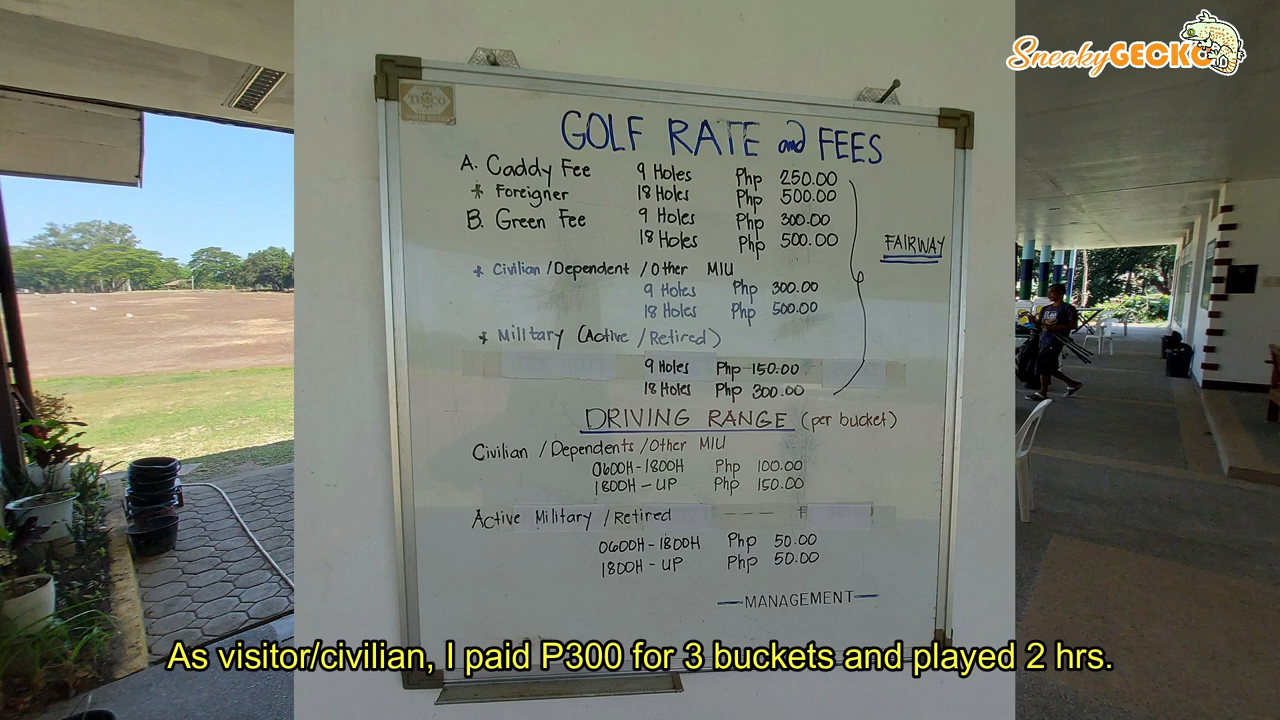 SneakyGECKO
TIMCO
GOLF RATE and FEES
A. Caddy Fee 9 Holes Php 250.00
* Foreigner 18 Holes Php 500.00
B. Green Fee 9 Holes Php 300.00
18 Holes Php 500.00
FAIRWAY
* Civilian/Dependent/Other MIU
9 Holes Php 300.00
18 Holes Php 500.00
* Military (Active/Retired)
9 Holes Php 150.00
18 Holes Php 300.00
DRIVING RANGE (per bucket)
Civilian/Dependents/Other MIU
0600H-1800H Php 100.00
1800H-UP Php 150.00
Active Military/Retired - - - ₱
0600H-1800H Php 50.00
1800H-UP Php 50.00
—MANAGEMENT—
As visitor/civilian, I paid P300 for 3 buckets and played 2 hrs.